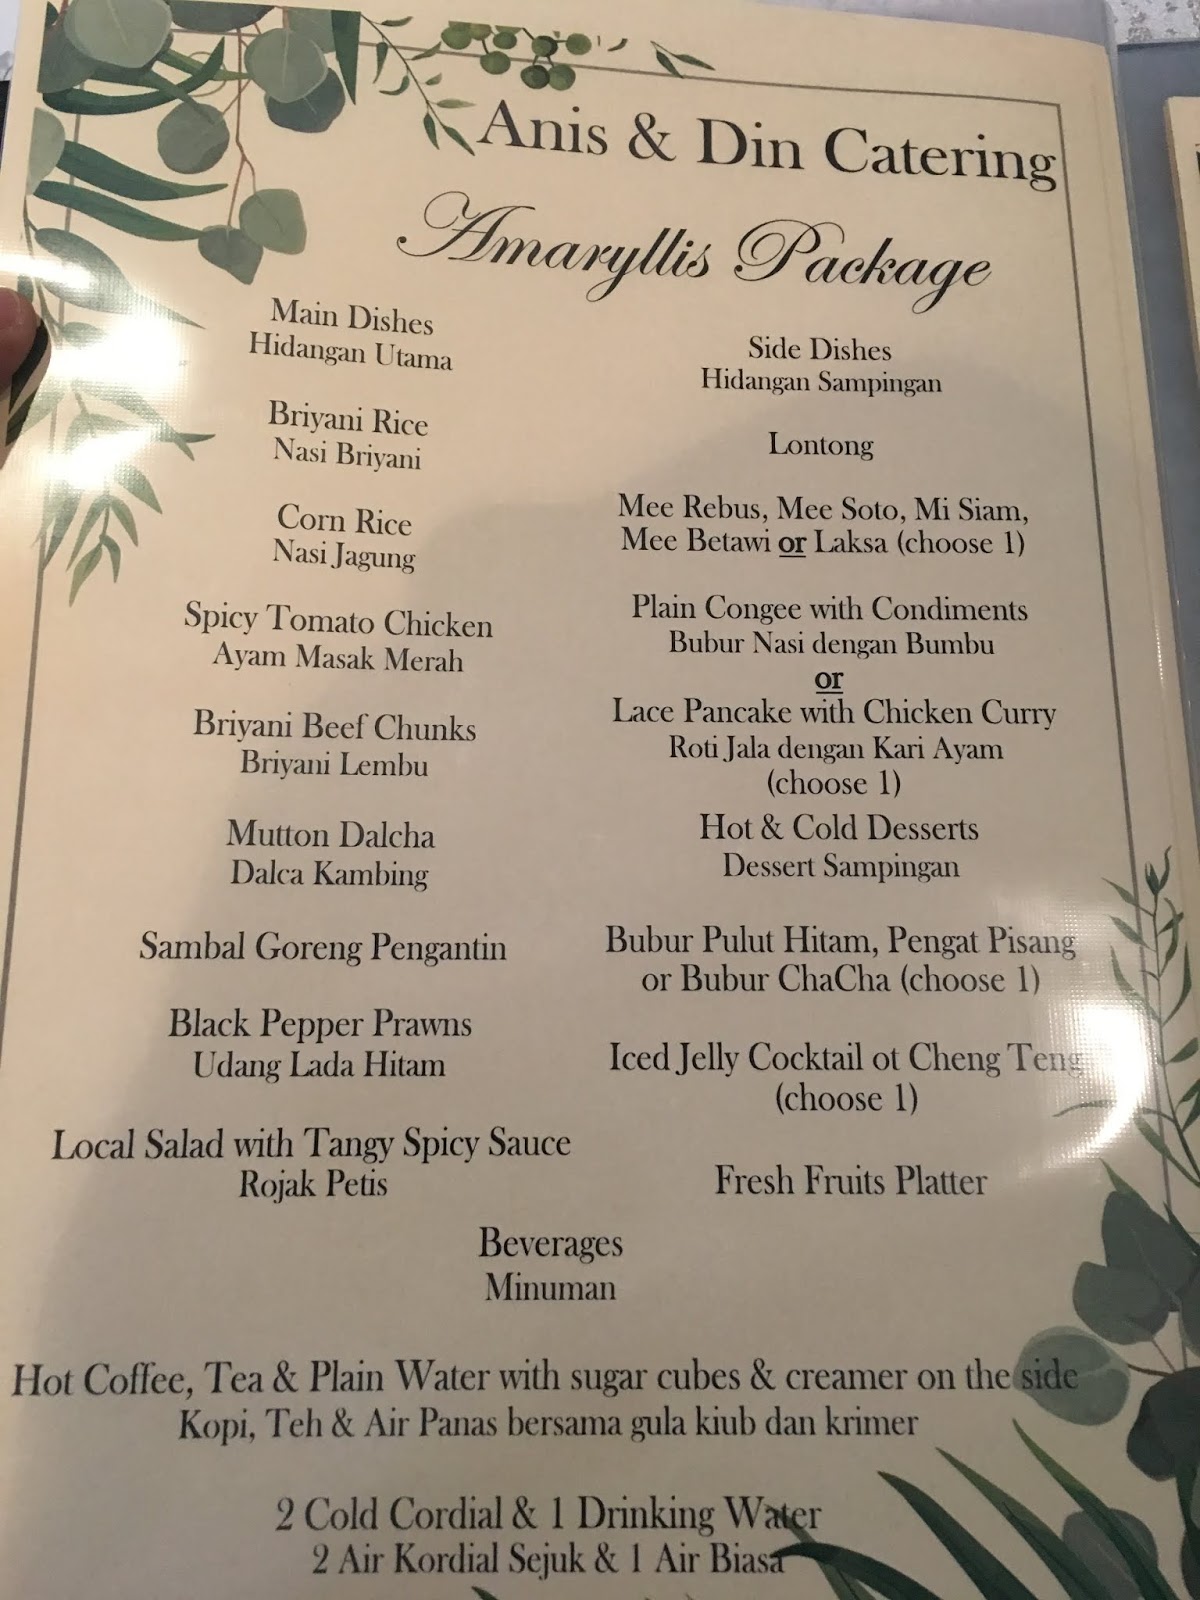 Anis & Din Catering
Amaryllis Package
Main Dishes
Hidangan Utama
Briyani Rice
Nasi Briyani
Corn Rice
Nasi Jagung
Spicy Tomato Chicken
Ayam Masak Merah
Briyani Beef Chunks
Briyani Lembu
Mutton Dalcha
Dalca Kambing
Sambal Goreng Pengantin
Black Pepper Prawns
Udang Lada Hitam
Local Salad with Tangy Spicy Sauce
Rojak Petis
Side Dishes
Hidangan Sampingan
Lontong
Mee Rebus, Mee Soto, Mi Siam,
Mee Betawi or Laksa (choose 1)
Plain Congee with Condiments
Bubur Nasi dengan Bumbu
or
Lace Pancake with Chicken Curry
Roti Jala dengan Kari Ayam
(choose 1)
Hot & Cold Desserts
Dessert Sampingan
Bubur Pulut Hitam, Pengat Pisang
or Bubur ChaCha (choose 1)
Iced Jelly Cocktail ot Cheng Teng
(choose 1)
Fresh Fruits Platter
Beverages
Minuman
Hot Coffee, Tea & Plain Water with sugar cubes & creamer on the side
Kopi, Teh & Air Panas bersama gula kiub dan krimer
2 Cold Cordial & 1 Drinking Water
2 Air Kordial Sejuk & 1 Air Biasa